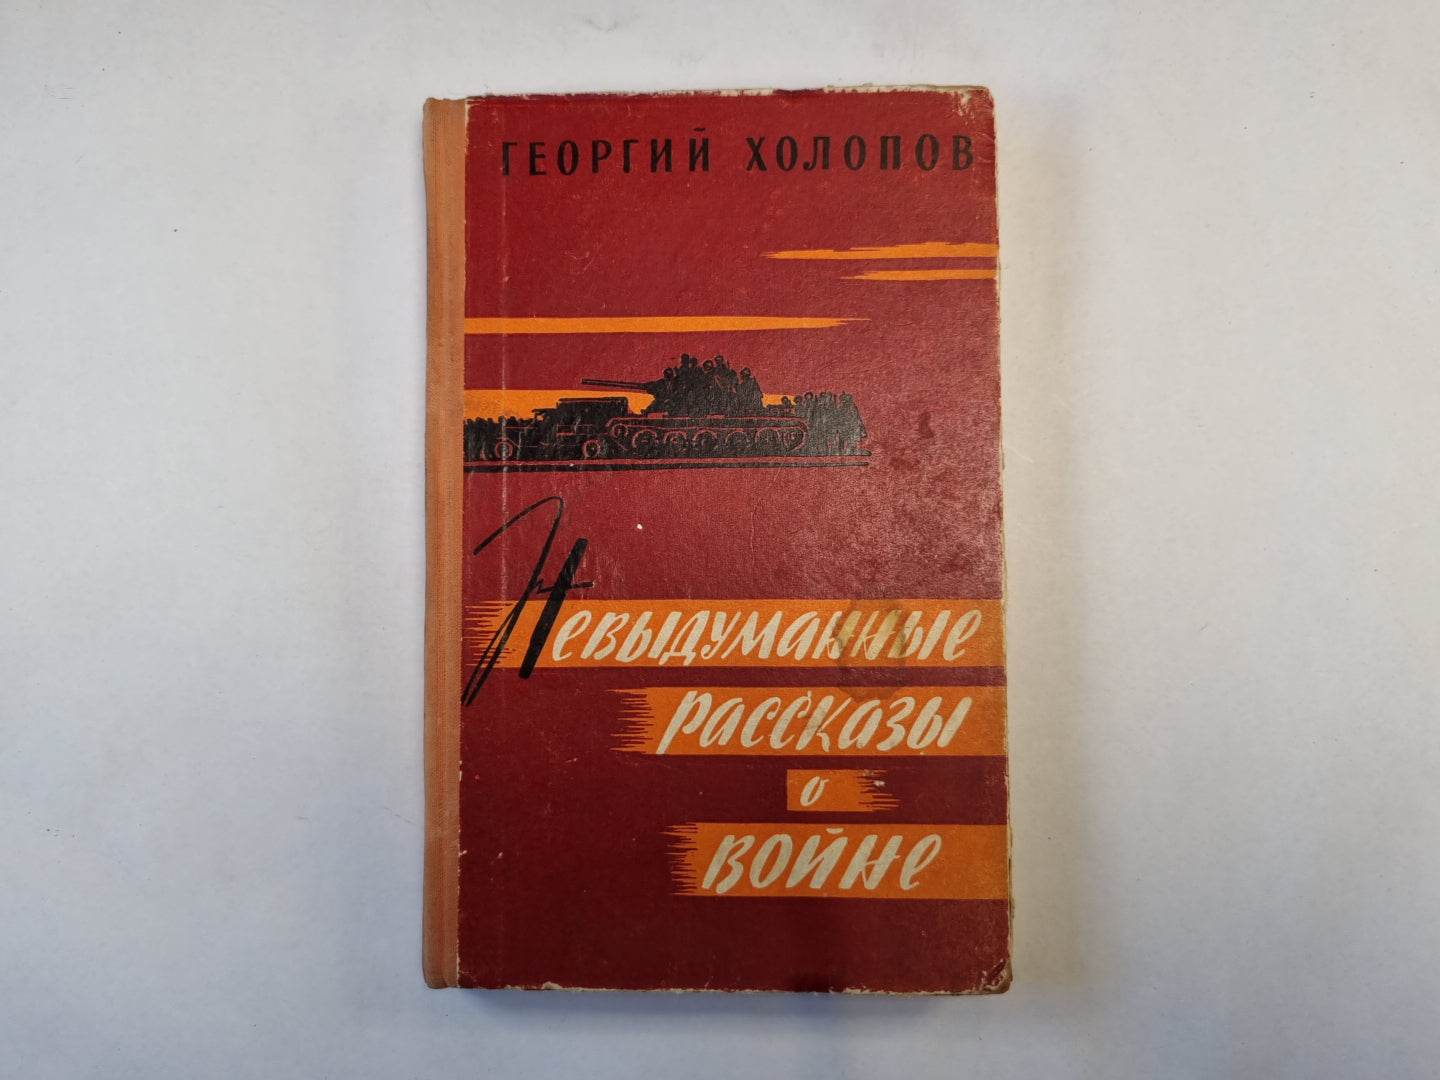 ГЕОРГИЙ ХОЛОПОВ
Невыдуманные
рассказы
о
войне